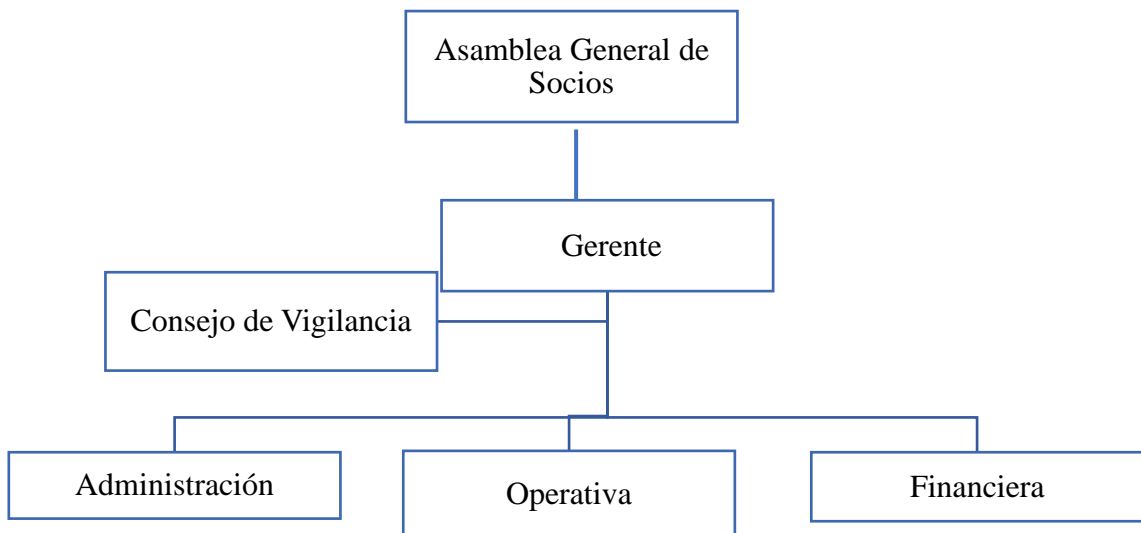 Asamblea General de
Socios
Gerente
Consejo de Vigilancia
Administración
Operativa
Financiera